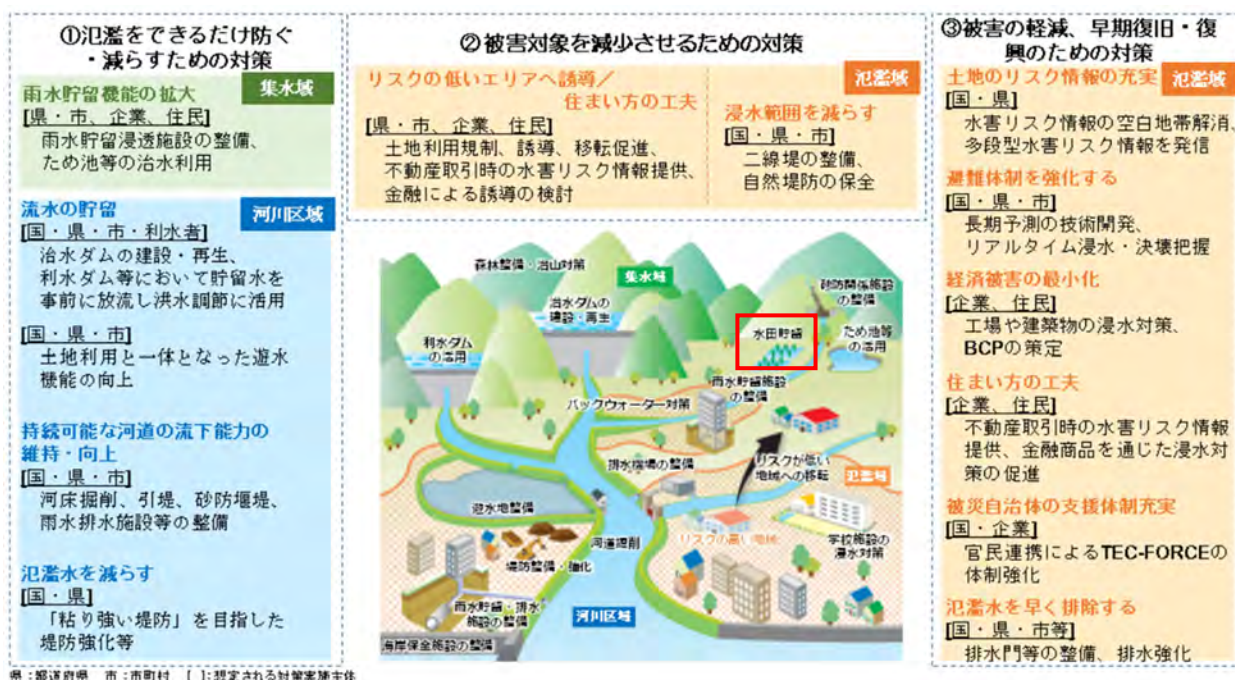 ①氾濫をできるだけ防ぐ
・減らすための対策
集水域
雨水貯留機能の拡大
[県・市、企業、住民]
雨水貯留浸透施設の整備、
ため池等の治水利用
河川区域
流水の貯留
[国・県・市・利水者]
治水ダムの建設・再生、
利水ダム等において貯留水を
事前に放流し洪水調節に活用
[国・県・市]
土地利用と一体となった遊水
機能の向上
持続可能な河道の流下能力の
維持・向上
[国・県・市]
河床掘削、引堤、砂防堰堤、
雨水排水施設等の整備
氾濫水を減らす
[国・県]
「粘り強い堤防」を目指した
堤防強化等
県：都道府県　市：市町村　[ ]：想定される対策実施主体
②被害対象を減少させるための対策
リスクの低いエリアへ誘導／
住まい方の工夫
[県・市、企業、住民]
土地利用規制、誘導、移転促進、
不動産取引時の水害リスク情報提供、
金融による誘導の検討
氾濫域
浸水範囲を減らす
[国・県・市]
二線堤の整備、
自然堤防の保全
森林整備・治山対策
集水域
砂防関係施設
の整備
治水ダムの
建設・再生
水田貯留
ため池等
の活用
利水ダム
の活用
雨水貯留施設
の整備
バックウォーター対策
排水機場の整備
リスクが低い
地域への移転
氾濫域
遊水地整備
河道掘削
リスクの高い地域
学校施設の
浸水対策
堤防整備・強化
雨水貯留・排水
施設の整備
河川区域
海岸保全施設の整備
③被害の軽減、早期復旧・復
興のための対策
土地のリスク情報の充実
氾濫域
[国・県]
水害リスク情報の空白地帯解消、
多段型水害リスク情報を発信
避難体制を強化する
[国・県・市]
長期予測の技術開発、
リアルタイム浸水・決壊把握
経済被害の最小化
[企業、住民]
工場や建築物の浸水対策、
BCPの策定
住まい方の工夫
[企業、住民]
不動産取引時の水害リスク情報
提供、金融商品を通じた浸水対
策の促進
被災自治体の支援体制充実
[国・企業]
官民連携によるTEC-FORCEの
体制強化
氾濫水を早く排除する
[国・県・市等]
排水門等の整備、排水強化